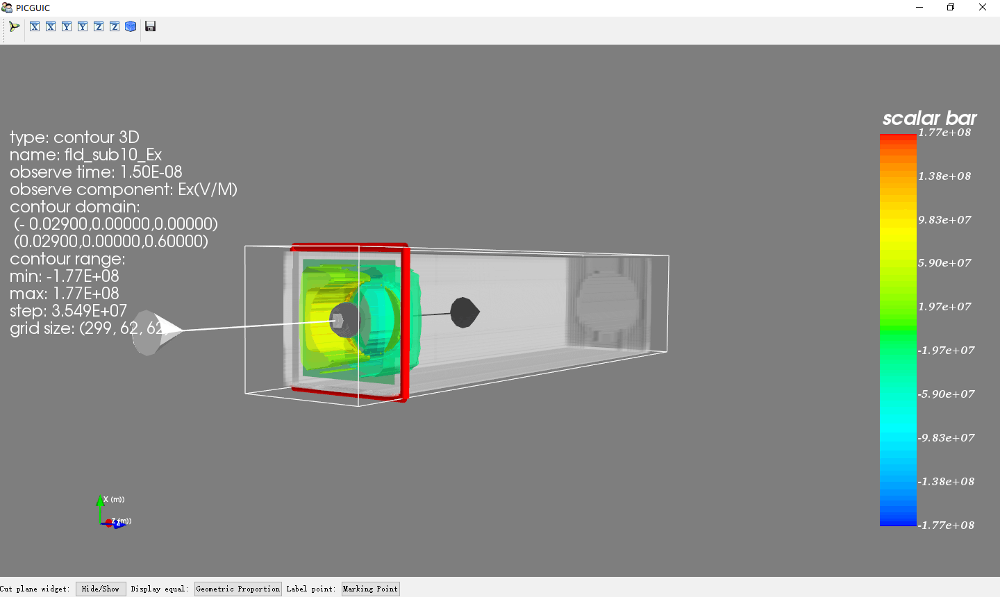 PICGUIC
X X Y Y Z Z
type: contour 3D
name: fld_sub10_Ex
observe time: 1.50E-08
observe component: Ex(V/M)
contour domain:
(- 0.02900,0.00000,0.00000)
(0.02900,0.00000,0.60000)
contour range:
min: -1.77E+08
max: 1.77E+08
step: 3.549E+07
grid size: (299, 62, 62)
scalar bar
1.77e+08
1.38e+08
9.83e+07
5.90e+07
1.97e+07
-1.97e+07
-5.90e+07
-9.83e+07
-1.38e+08
-1.77e+08
X (m))
Z (m))
Cut plane widget: Hide/Show Display equal: Geometric Proportion Label point: Marking Point